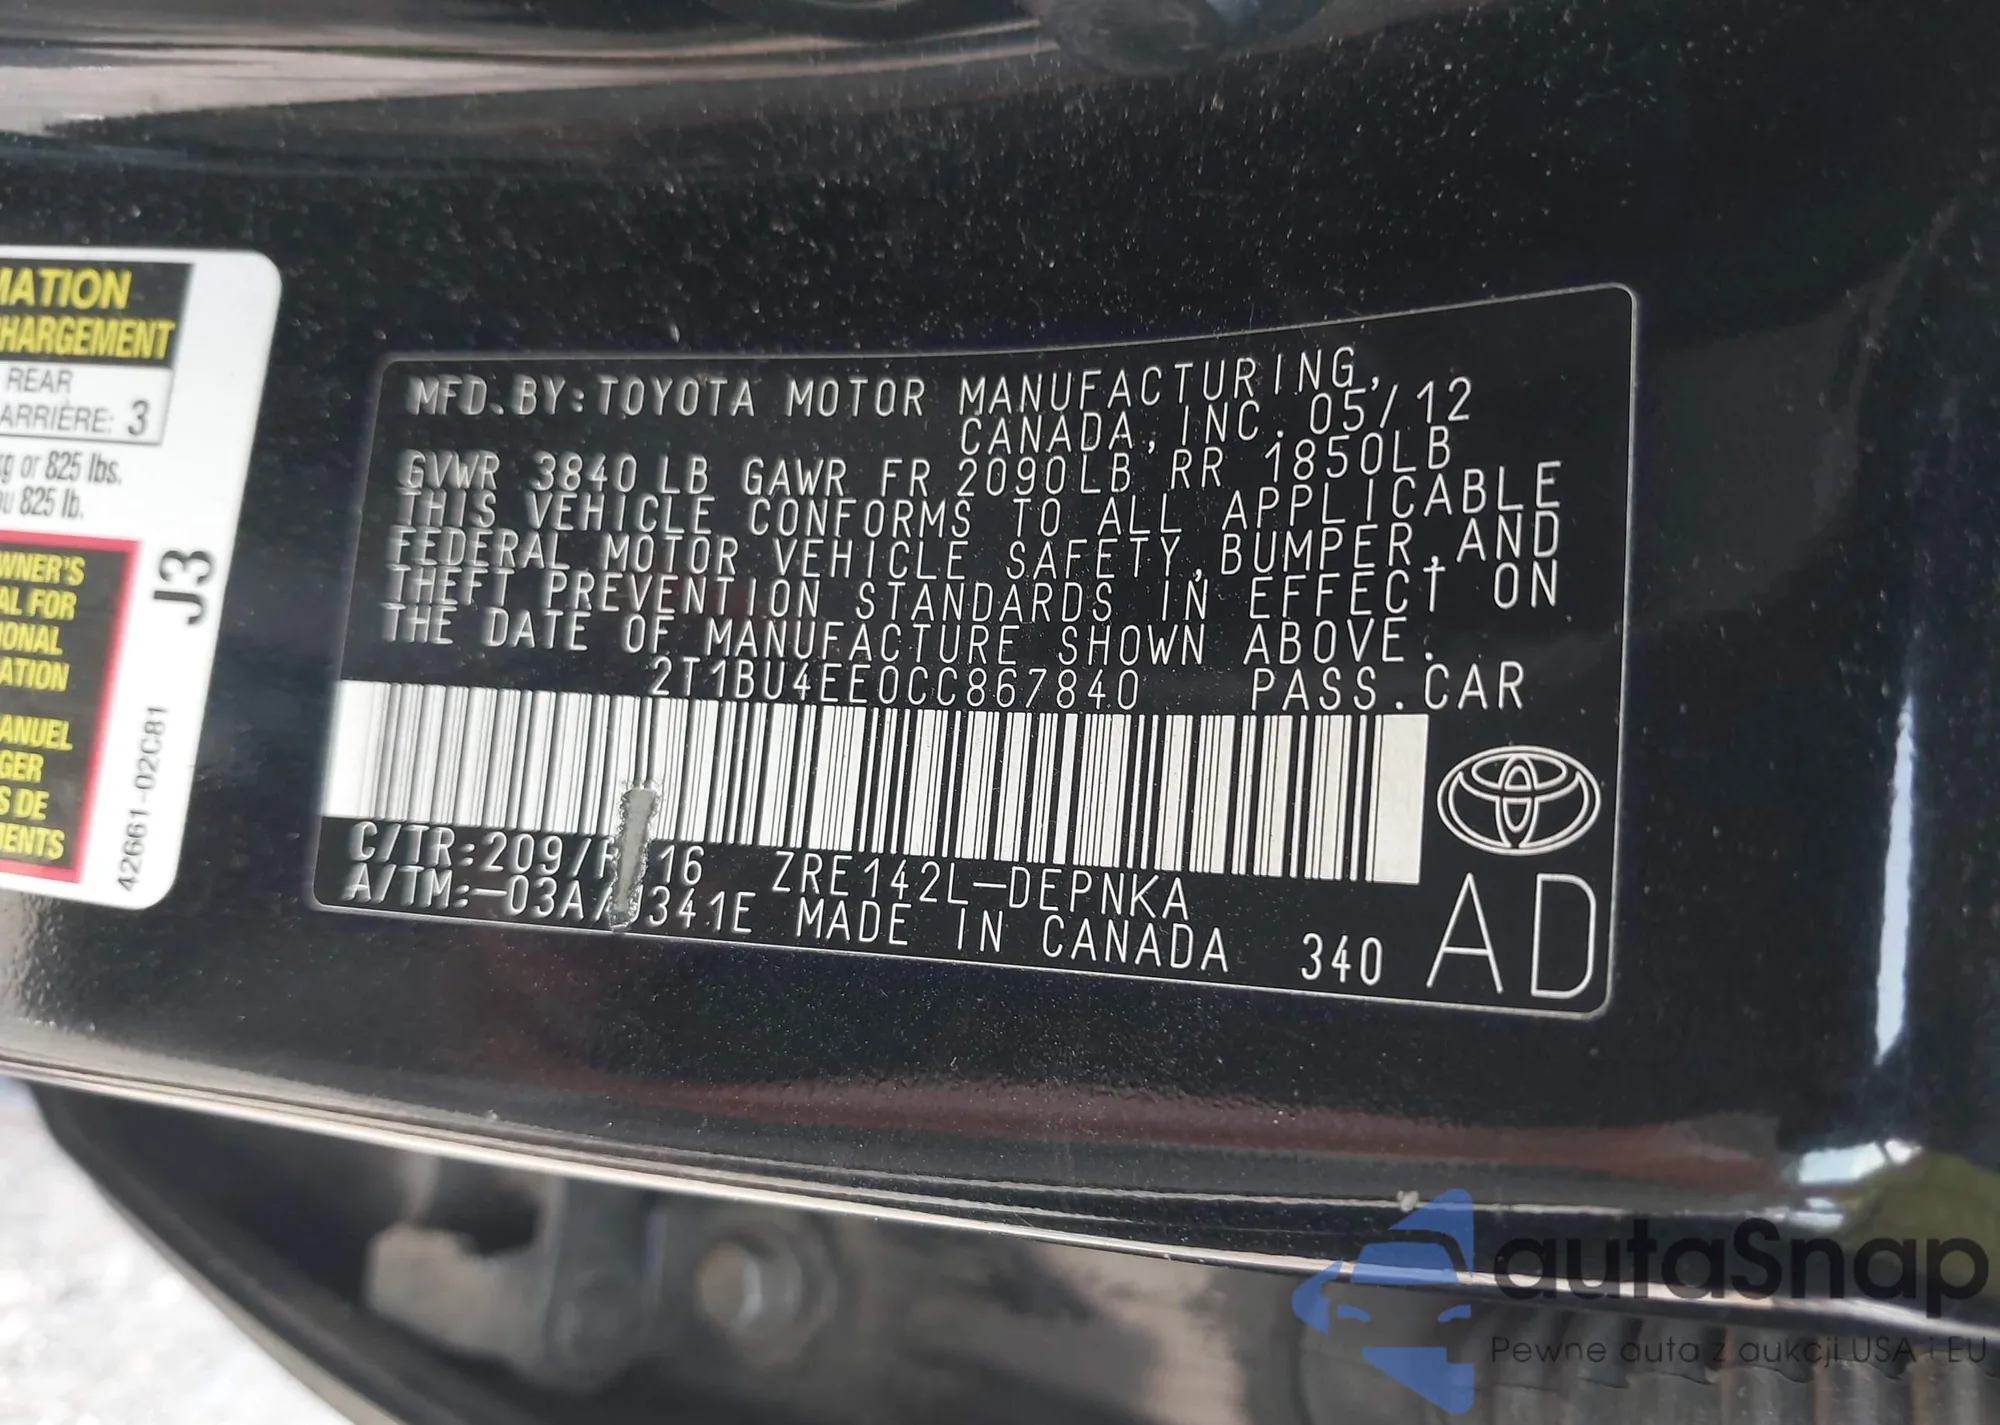 MATION
HARGEMENT
REAR
ARRIÈRE: 3
kg or 825 lbs.
ou 825 lb.
WNER'S
AL FOR
IONAL
ATION
ANUEL
GER
S DE
MENTS
J3
42661-02C81
MFD.BY:TOYOTA MOTOR MANUFACTURING,
CANADA, INC. 05/12
GVWR 3840 LB GAWR FR 2090LB RR 1850LB
THIS VEHICLE CONFORMS TO ALL APPLICABLE
FEDERAL MOTOR VEHICLE SAFETY, BUMPER, AND
THEFT PREVENTION STANDARDS IN EFFECT ON
THE DATE OF MANUFACTURE SHOWN ABOVE.
2T1BU4EE0CC867840 PASS.CAR
C/TR:209/F 16 ZRE142L-DEPNKA
A/TM:-03A/ 341E MADE IN CANADA 340
AD
autaSnap
Pewne auta z aukcji USA i EU